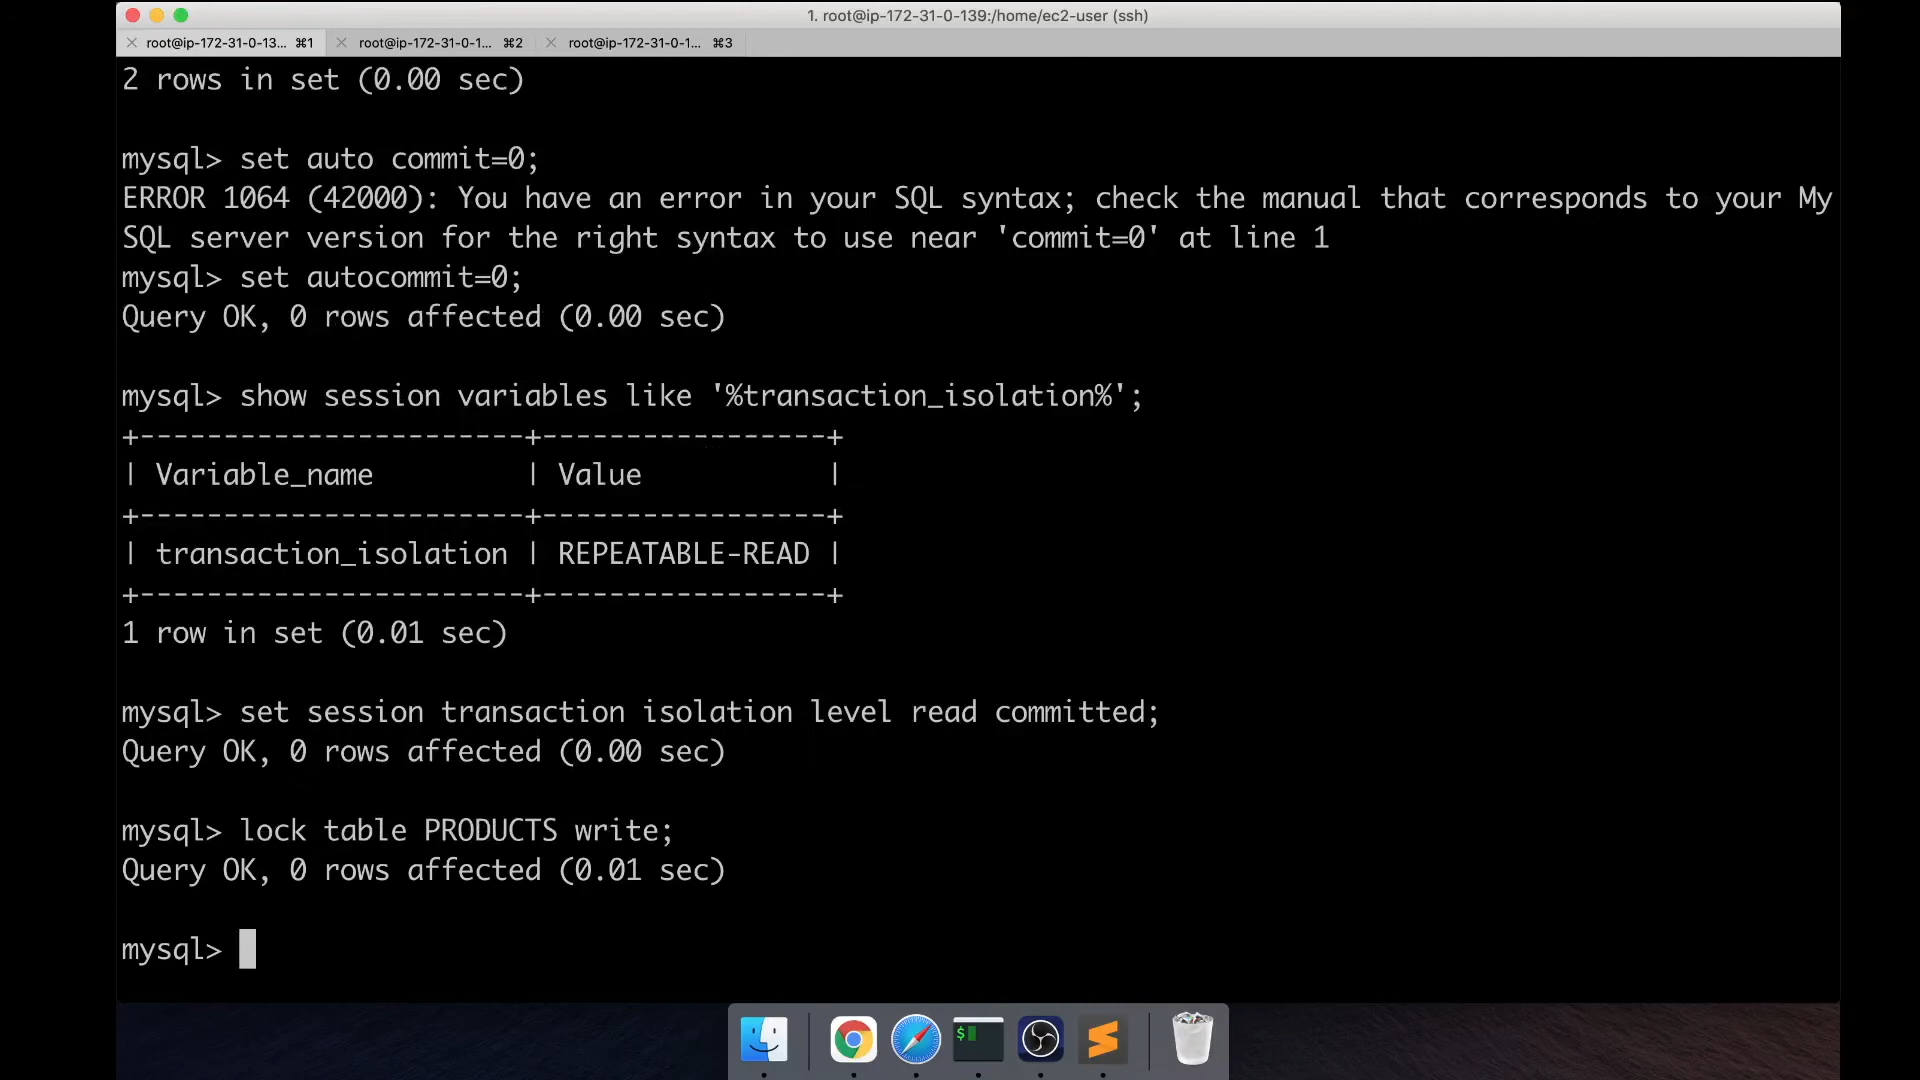 1. root@ip-172-31-0-139:/home/ec2-user (ssh)
root@ip-172-31-0-13... ⌘1 root@ip-172-31-0-1... ⌘2 root@ip-172-31-0-1... ⌘3
2 rows in set (0.00 sec)
mysql> set auto commit=0;
ERROR 1064 (42000): You have an error in your SQL syntax; check the manual that corresponds to your My
SQL server version for the right syntax to use near 'commit=0' at line 1
mysql> set autocommit=0;
Query OK, 0 rows affected (0.00 sec)
mysql> show session variables like '%transaction_isolation%';
+-----------------------+-----------------+
| Variable_name         | Value           |
+-----------------------+-----------------+
| transaction_isolation | REPEATABLE-READ |
+-----------------------+-----------------+
1 row in set (0.01 sec)
mysql> set session transaction isolation level read committed;
Query OK, 0 rows affected (0.00 sec)
mysql> lock table PRODUCTS write;
Query OK, 0 rows affected (0.01 sec)
mysql>
$